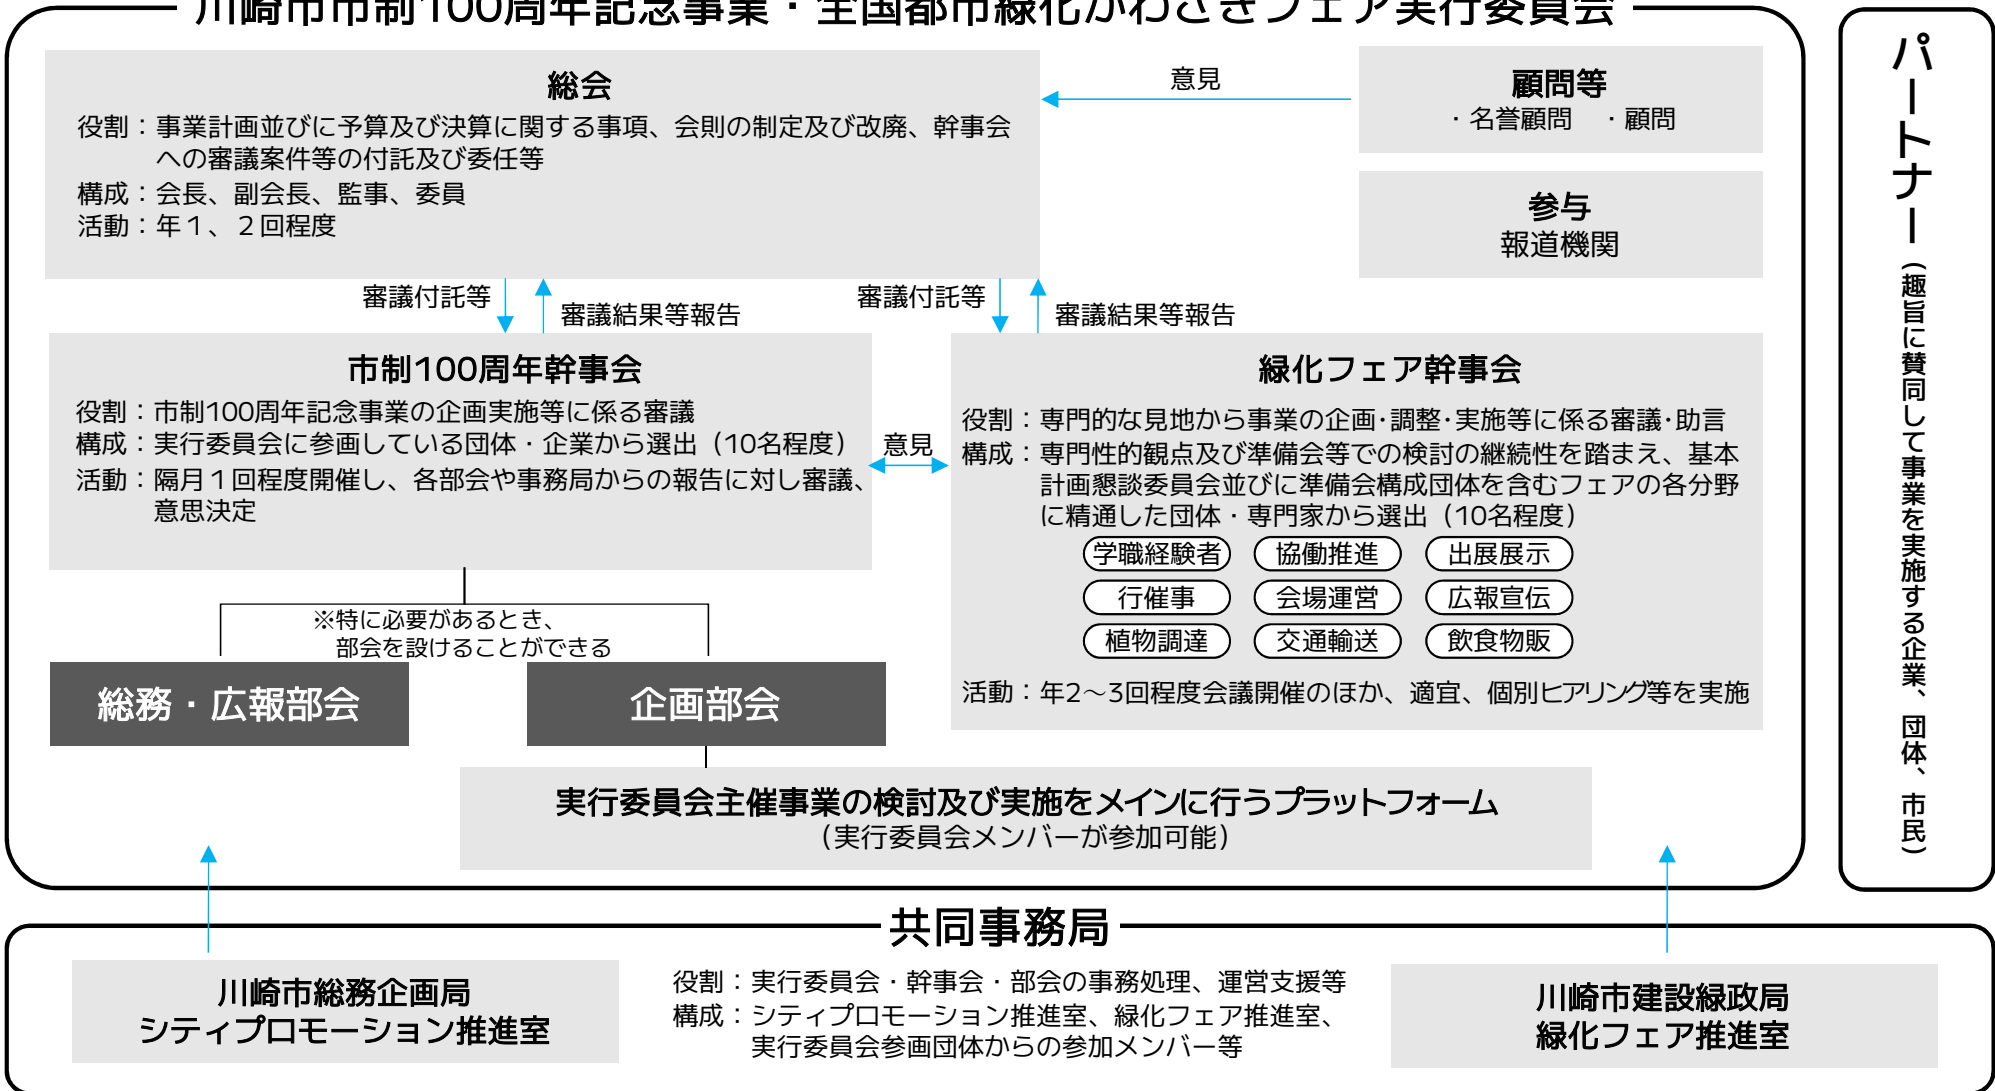 川崎市市制100周年記念事業・全国都市緑化かわさきフェア実行委員会
総会
役割：事業計画並びに予算及び決算に関する事項、会則の制定及び改廃、幹事会
への審議案件等の付託及び委任等
構成：会長、副会長、監事、委員
活動：年１、２回程度
意見
顧問等
・名誉顧問　・顧問
参与
報道機関
審議付託等
審議結果等報告
審議付託等
審議結果等報告
市制100周年幹事会
役割：市制100周年記念事業の企画実施等に係る審議
構成：実行委員会に参画している団体・企業から選出（10名程度）
活動：隔月１回程度開催し、各部会や事務局からの報告に対し審議、
意思決定
意見
緑化フェア幹事会
役割：専門的な見地から事業の企画・調整・実施等に係る審議・助言
構成：専門性的観点及び準備会等での検討の継続性を踏まえ、基本
計画懇談委員会並びに準備会構成団体を含むフェアの各分野
に精通した団体・専門家から選出（10名程度）
学職経験者
協働推進
出展展示
行催事
会場運営
広報宣伝
植物調達
交通輸送
飲食物販
活動：年2～3回程度会議開催のほか、適宜、個別ヒアリング等を実施
※特に必要があるとき、
部会を設けることができる
総務・広報部会
企画部会
実行委員会主催事業の検討及び実施をメインに行うプラットフォーム
（実行委員会メンバーが参加可能）
パートナー（趣旨に賛同して事業を実施する企業、団体、市民）
共同事務局
川崎市総務企画局
シティプロモーション推進室
役割：実行委員会・幹事会・部会の事務処理、運営支援等
構成：シティプロモーション推進室、緑化フェア推進室、
実行委員会参画団体からの参加メンバー等
川崎市建設緑政局
緑化フェア推進室